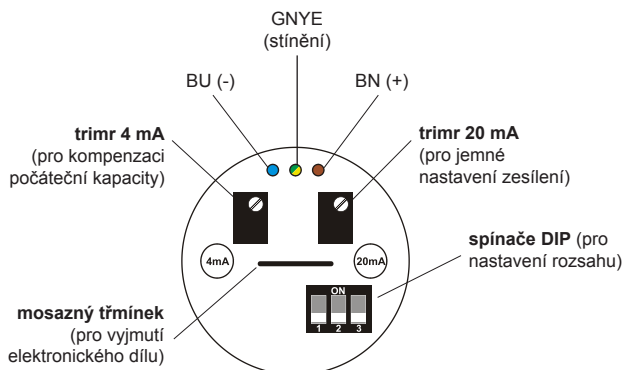 GNYE
(stínění)
BU (-)
BN (+)
trimr 4 mA
(pro kompenzaci
počáteční kapacity)
trimr 20 mA
(pro jemné
nastavení zesílení)
4mA
20mA
spínače DIP (pro
nastavení rozsahu)
ON
1 2 3
mosazný třmínek
(pro vyjmutí
elektronického dílu)